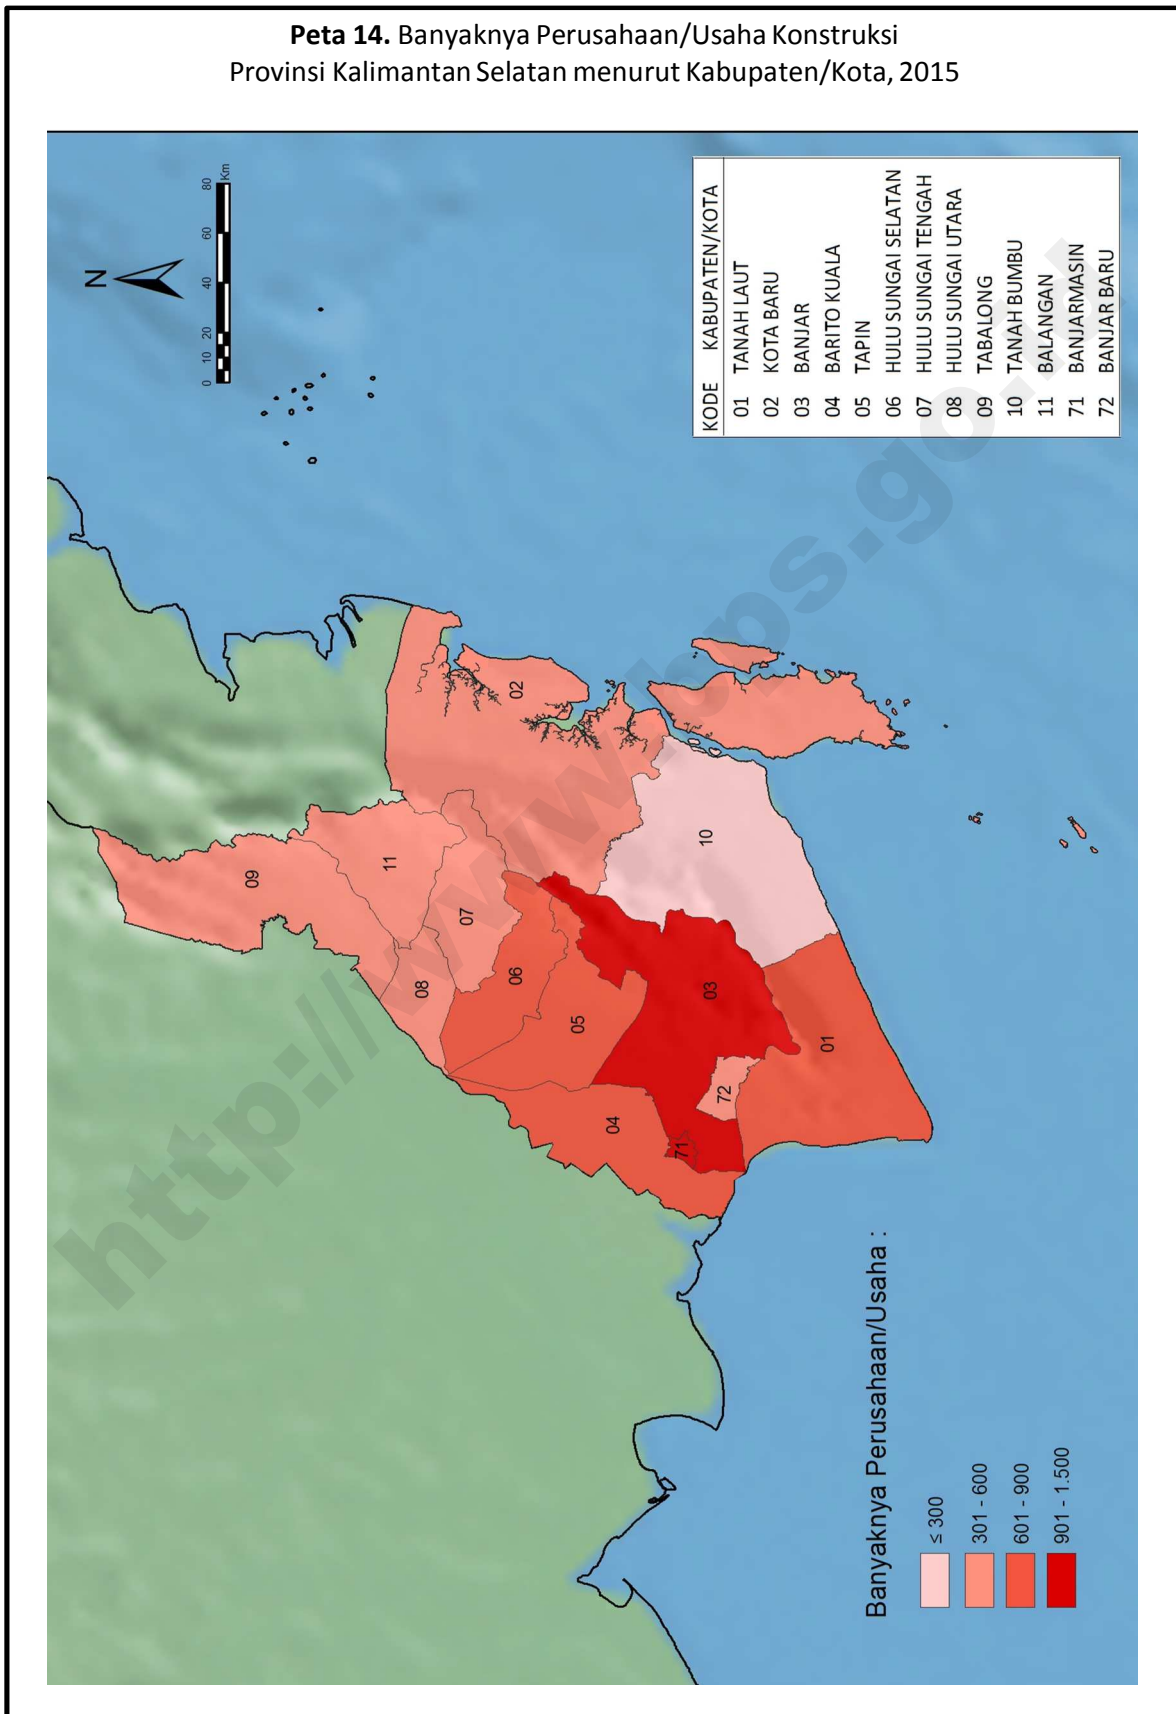 Peta 14. Banyaknya Perusahaan/Usaha Konstruksi
Provinsi Kalimantan Selatan menurut Kabupaten/Kota, 2015
N
0 10 20 40 60 80
Km
KODE KABUPATEN/KOTA
01 TANAH LAUT
02 KOTA BARU
03 BANJAR
04 BARITO KUALA
05 TAPIN
06 HULU SUNGAI SELATAN
07 HULU SUNGAI TENGAH
08 HULU SUNGAI UTARA
09 TABALONG
10 TANAH BUMBU
11 BALANGAN
71 BANJARMASIN
72 BANJAR BARU
09
11
02
07
08
06
10
05
03
01
04
72
71
Banyaknya Perusahaan/Usaha :
≤ 300
301 - 600
601 - 900
901 - 1.500
http://www.bps.go.id